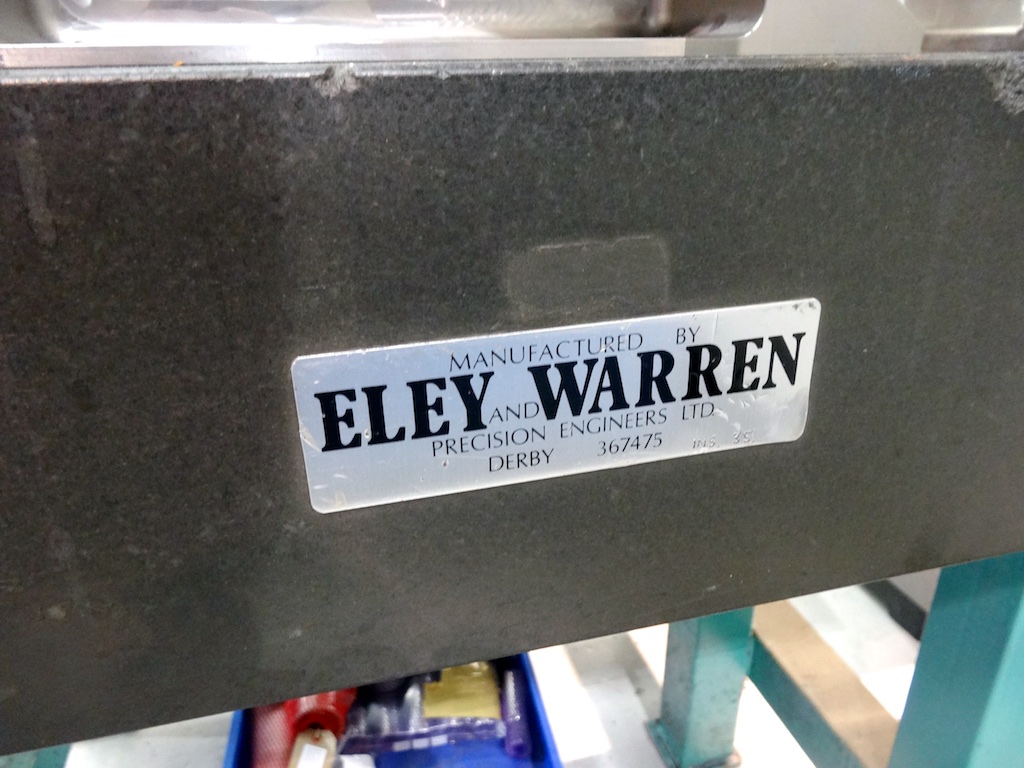 MANUFACTURED BY
ELEY AND WARREN
PRECISION ENGINEERS LTD
DERBY 367475